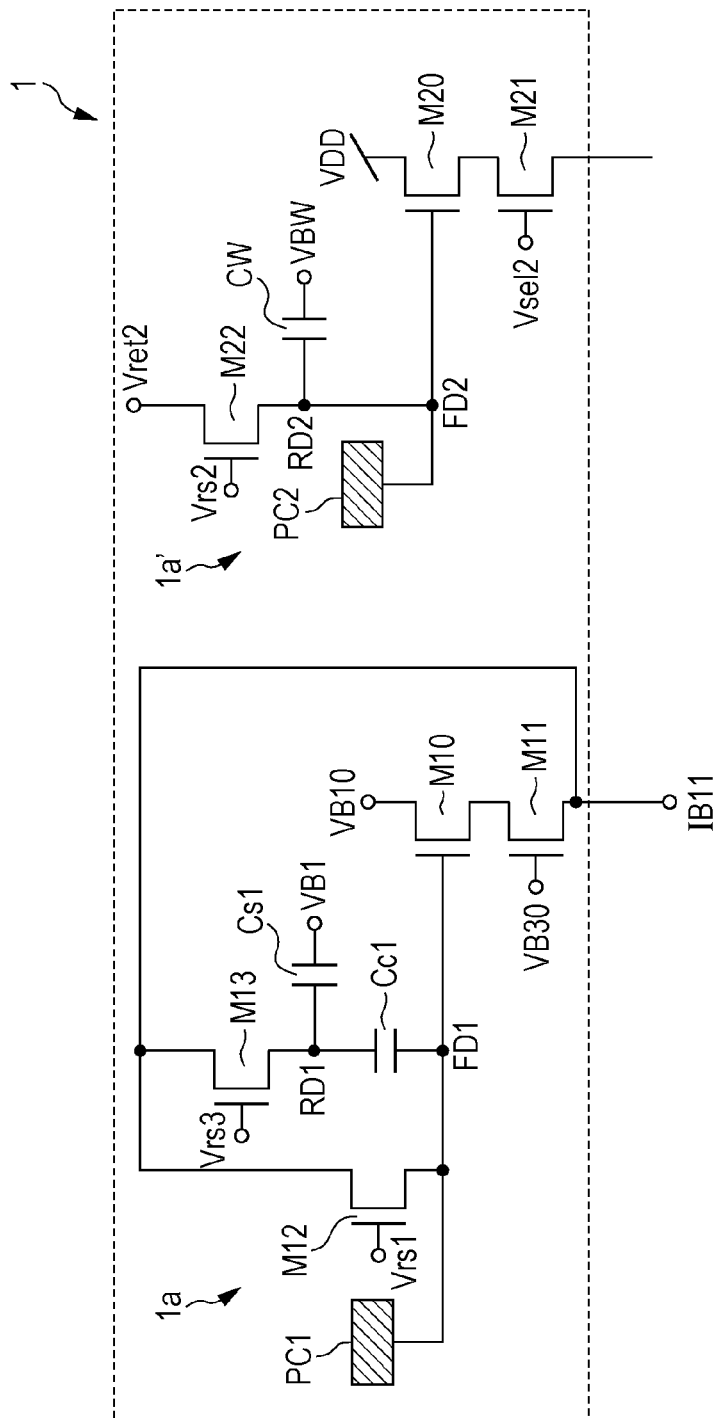 1
1a
PC1
M12
Vrs1
Vrs3
M13
RD1
Cs1
VB1
Cc1
FD1
VB10
M10
M11
VB30
IB11
1a'
PC2
Vrs2
Vret2
M22
RD2
CW
VBW
FD2
VDD
M20
M21
Vsel2